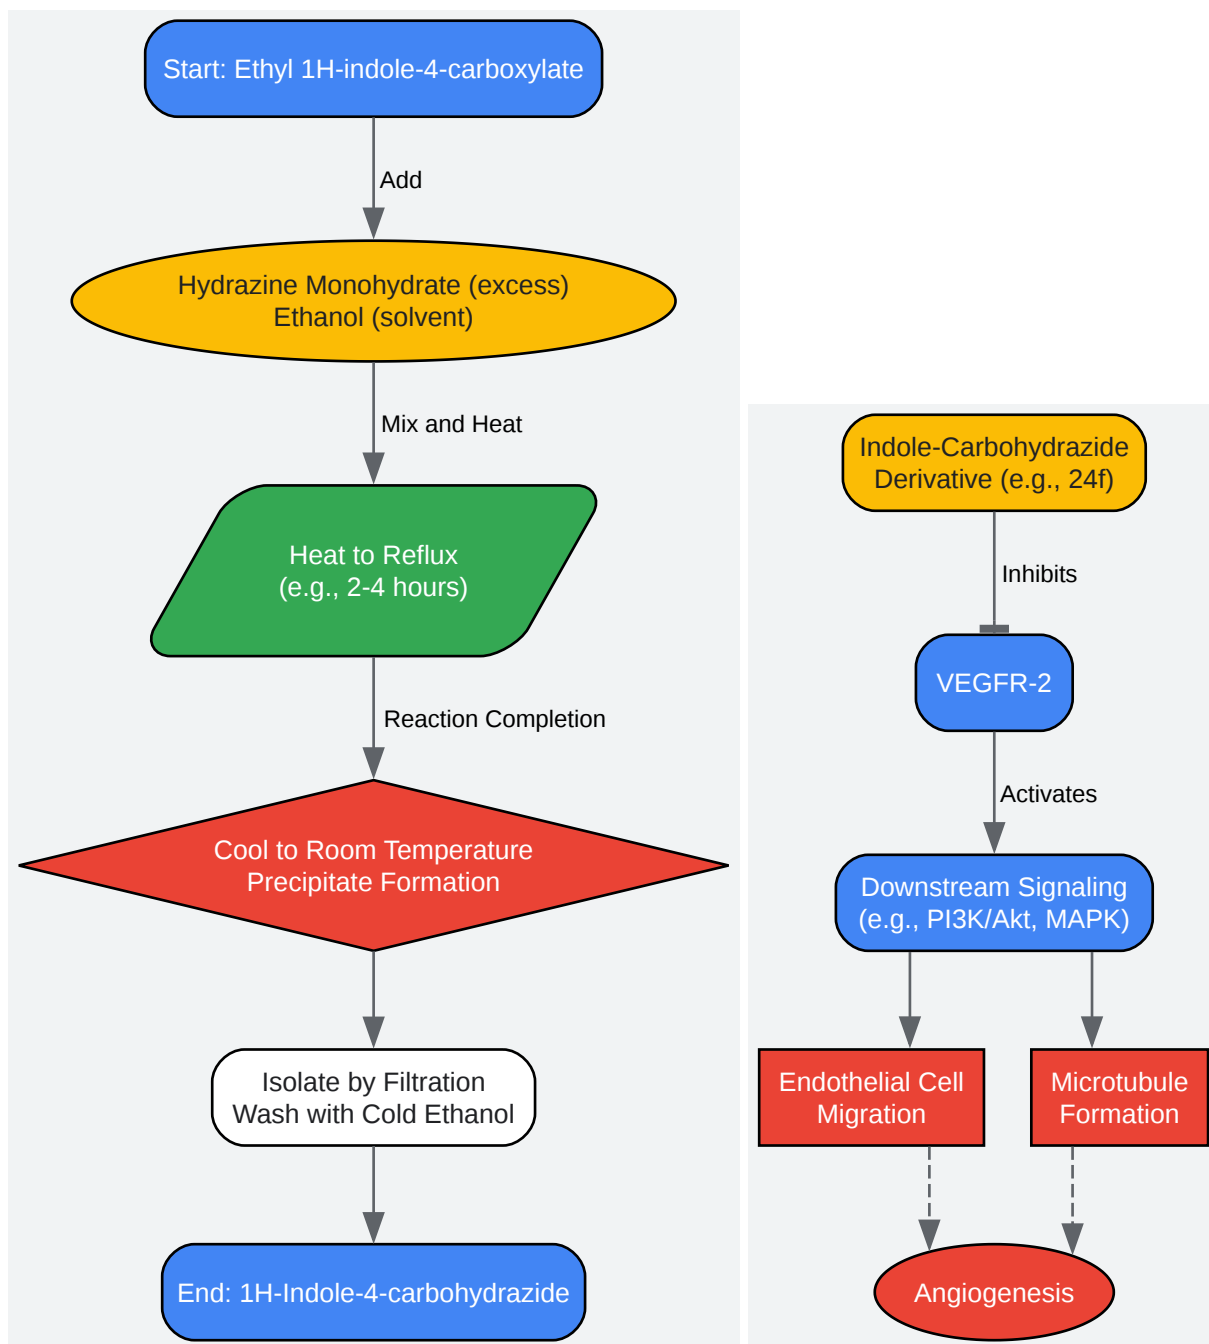 Start: Ethyl 1H-indole-4-carboxylate
Add
Hydrazine Monohydrate (excess)
Ethanol (solvent)
Mix and Heat
Heat to Reflux
(e.g., 2-4 hours)
Reaction Completion
Cool to Room Temperature
Precipitate Formation
Isolate by Filtration
Wash with Cold Ethanol
End: 1H-Indole-4-carbohydrazide
Indole-Carbohydrazide
Derivative (e.g., 24f)
Inhibits
VEGFR-2
Activates
Downstream Signaling
(e.g., PI3K/Akt, MAPK)
Endothelial Cell
Migration
Microtubule
Formation
Angiogenesis